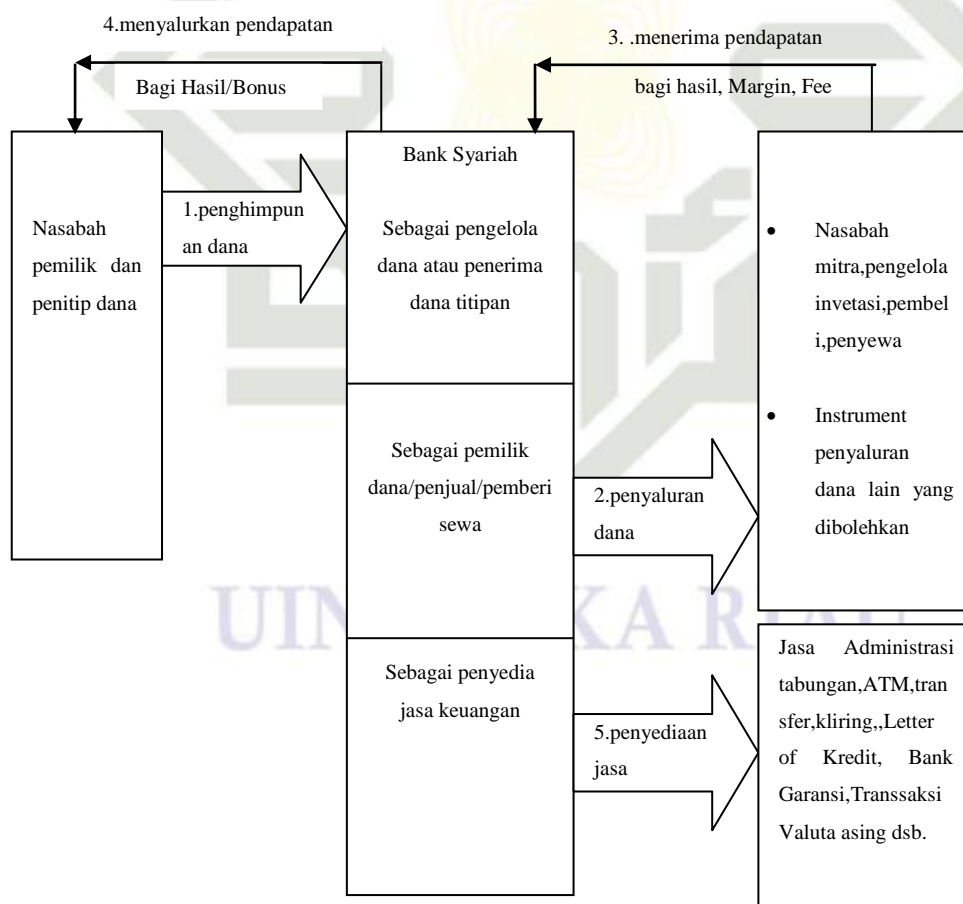 4.menyalurkan pendapatan
Bagi Hasil/Bonus
3. .menerima pendapatan
bagi hasil, Margin, Fee
Nasabah
pemilik dan
penitip dana
1.penghimpun
an dana
Bank Syariah
Sebagai pengelola
dana atau penerima
dana titipan
Sebagai pemilik
dana/penjual/pemberi
sewa
Sebagai penyedia
jasa keuangan
2.penyaluran
dana
5.penyediaan
jasa
• Nasabah
mitra,pengelola
invetasi,pembel
i,penyewa
• Instrument
penyaluran
dana lain yang
dibolehkan
Jasa Administrasi
tabungan,ATM,tran
sfer,kliring,,Letter
of Kredit, Bank
Garansi,Transsaksi
Valuta asing dsb.
UIN KA RIAU